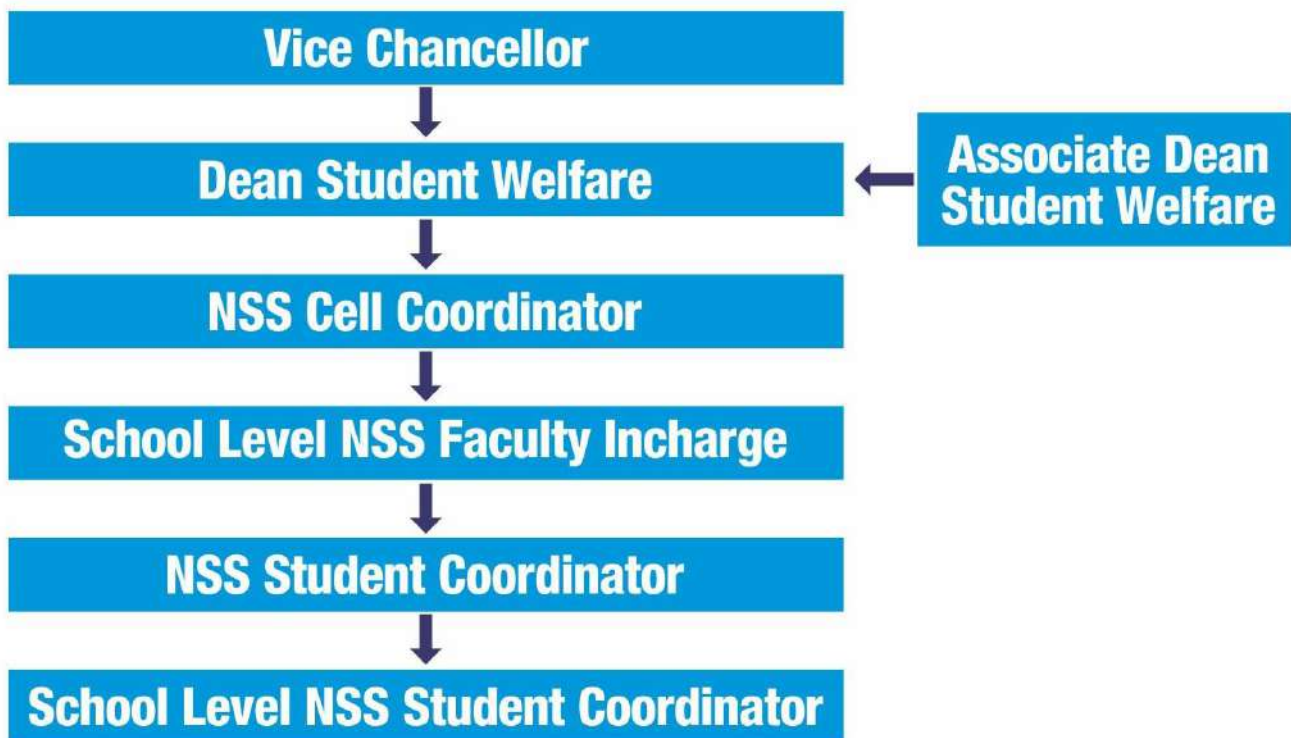 Vice Chancellor
Dean Student Welfare
Associate Dean
Student Welfare
NSS Cell Coordinator
School Level NSS Faculty Incharge
NSS Student Coordinator
School Level NSS Student Coordinator